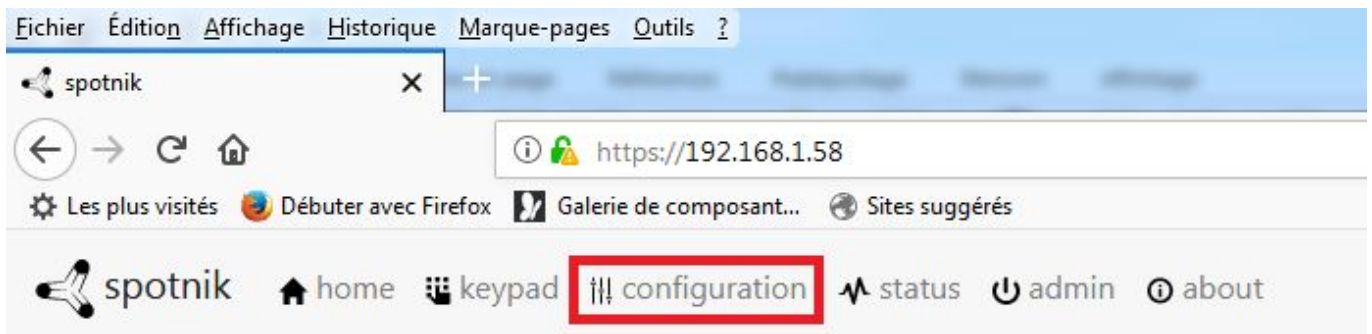 Fichier Édition Affichage Historique Marque-pages Outils ?
spotnik
https://192.168.1.58
Les plus visités Débuter avec Firefox Galerie de composant... Sites suggérés
spotnik home keypad configuration status admin about